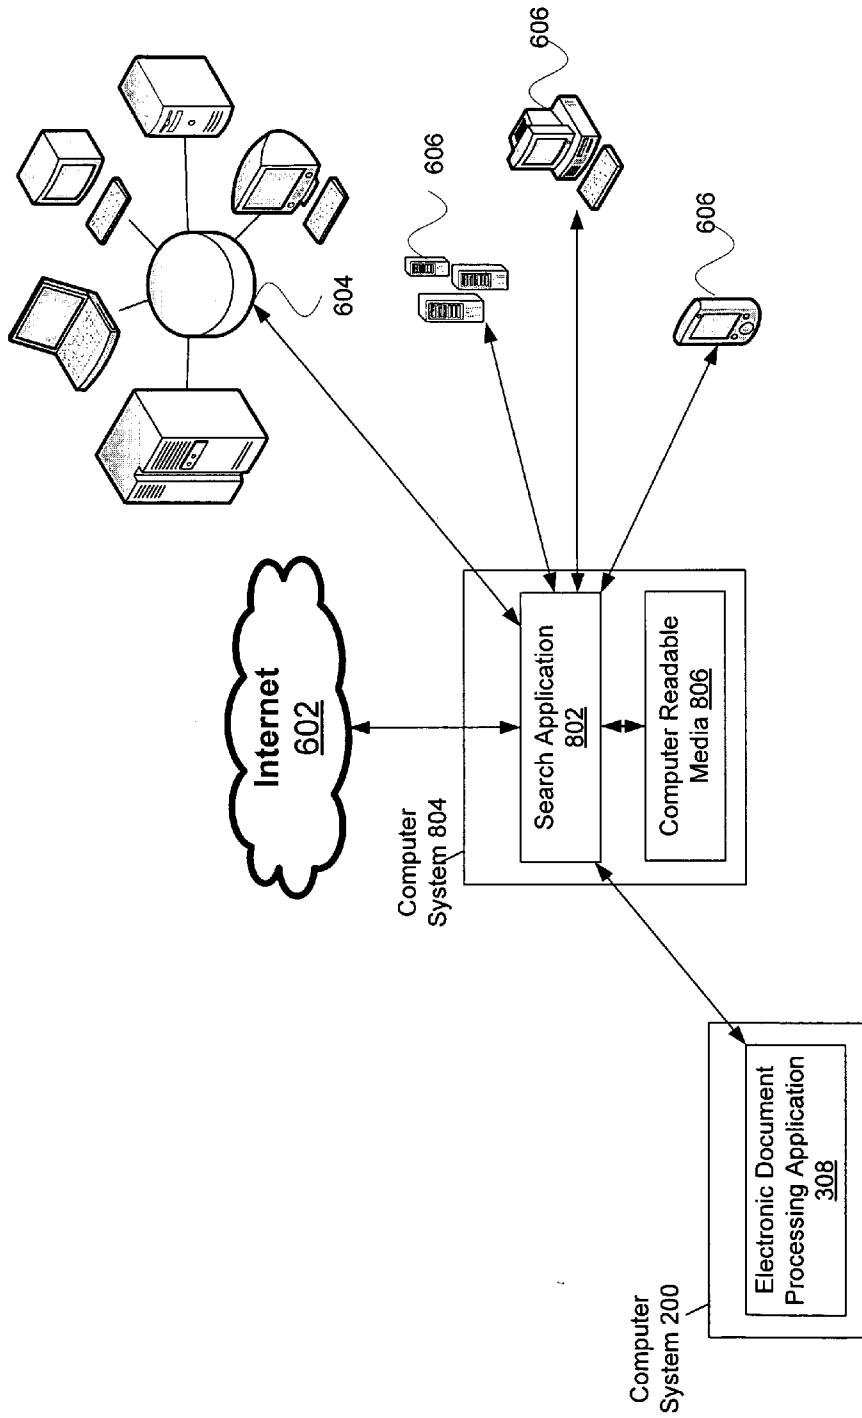 606
606
606
604
Internet
602
Computer
System 804
Search Application
802
Computer Readable
Media 806
Computer
System 200
Electronic Document
Processing Application
308